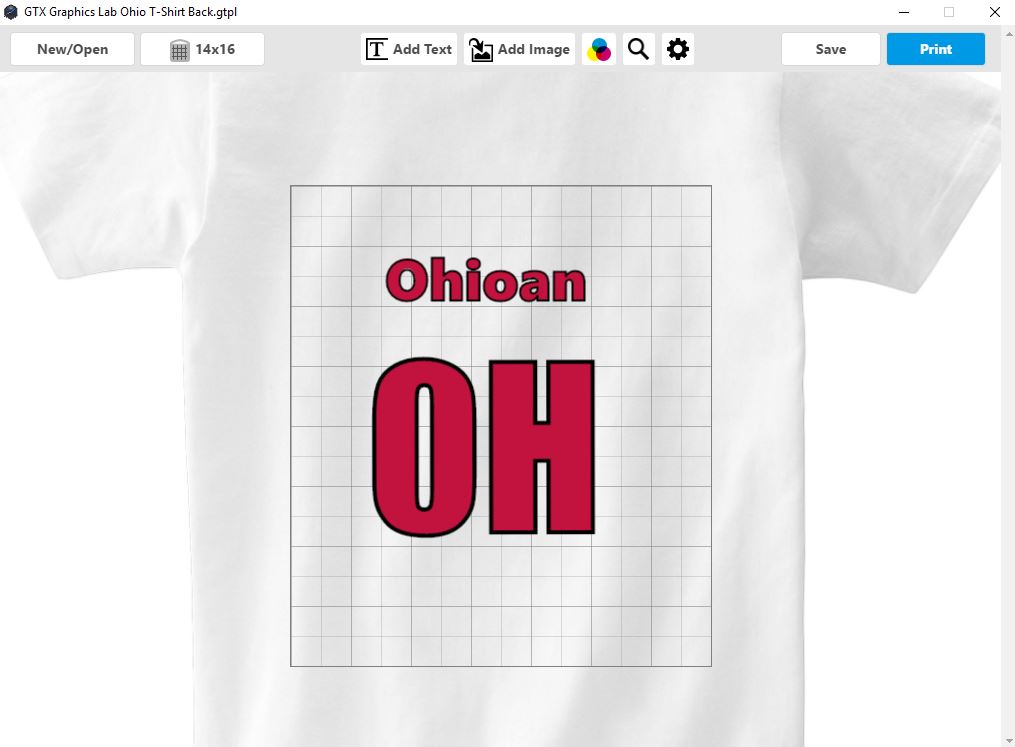 GTX Graphics Lab Ohio T-Shirt Back.gtpl
New/Open
14x16
Add Text
Add Image
Save
Print
Ohioan
OH